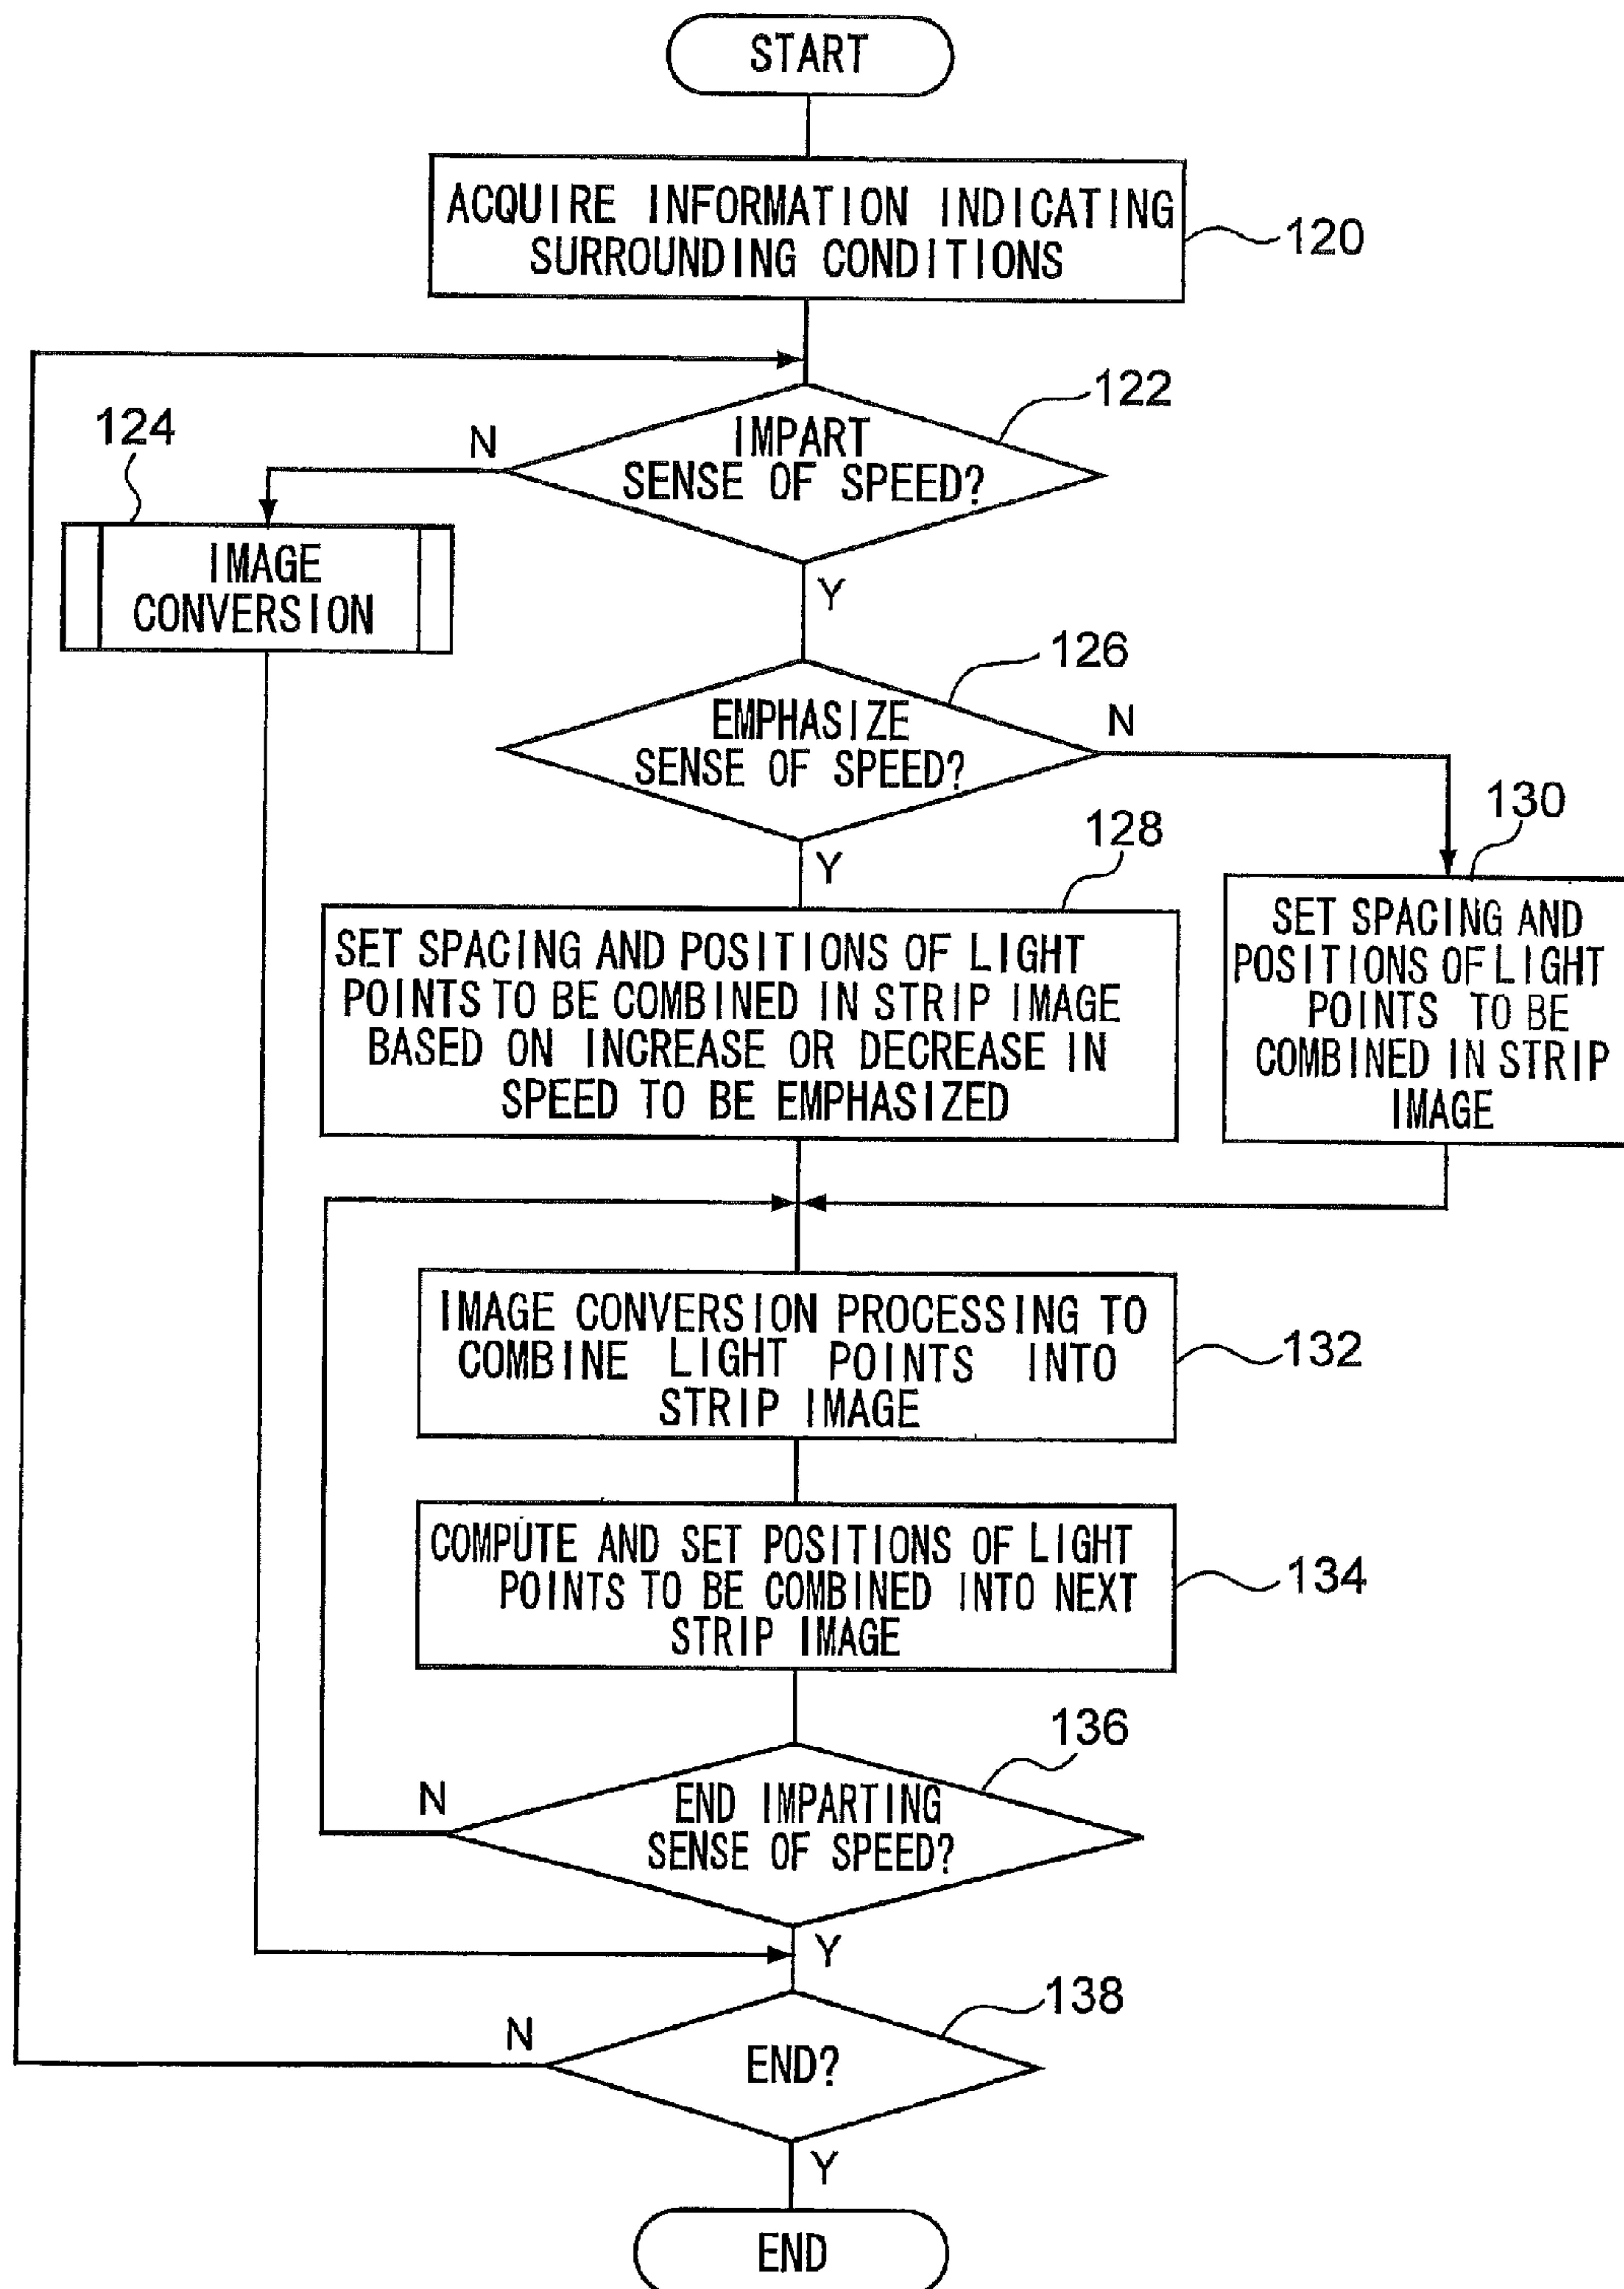 START
ACQUIRE INFORMATION INDICATING
SURROUNDING CONDITIONS
120
122
IMPART
SENSE OF SPEED?
N
124
IMAGE
CONVERSION
Y
126
EMPHASIZE
SENSE OF SPEED?
N
130
128
Y
SET SPACING AND POSITIONS OF LIGHT
POINTS TO BE COMBINED IN STRIP IMAGE
BASED ON INCREASE OR DECREASE IN
SPEED TO BE EMPHASIZED
SET SPACING AND
POSITIONS OF LIGHT
POINTS TO BE
COMBINED IN STRIP
IMAGE
IMAGE CONVERSION PROCESSING TO
COMBINE LIGHT POINTS INTO
STRIP IMAGE
132
COMPUTE AND SET POSITIONS OF LIGHT
POINTS TO BE COMBINED INTO NEXT
STRIP IMAGE
134
136
END IMPARTING
SENSE OF SPEED?
N
Y
138
END?
N
Y
END